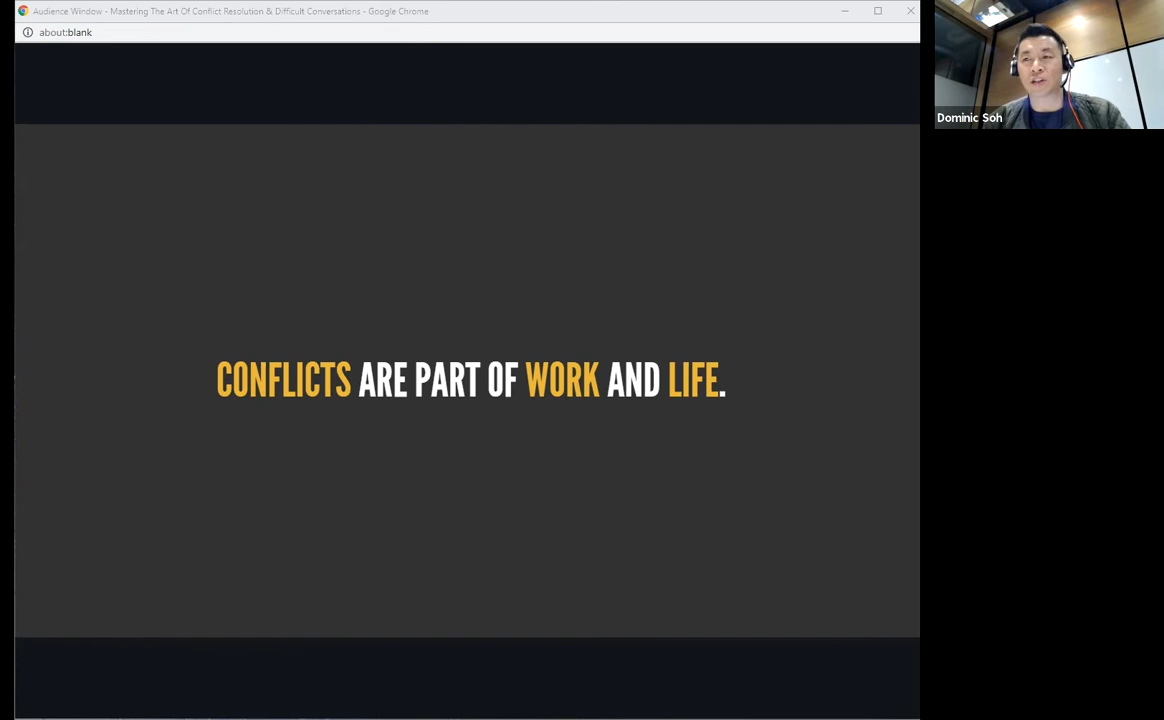 Audience Window - Mastering The Art Of Conflict Resolution & Difficult Conversations - Google Chrome
about:blank
Dominic Soh
CONFLICTS ARE PART OF WORK AND LIFE.